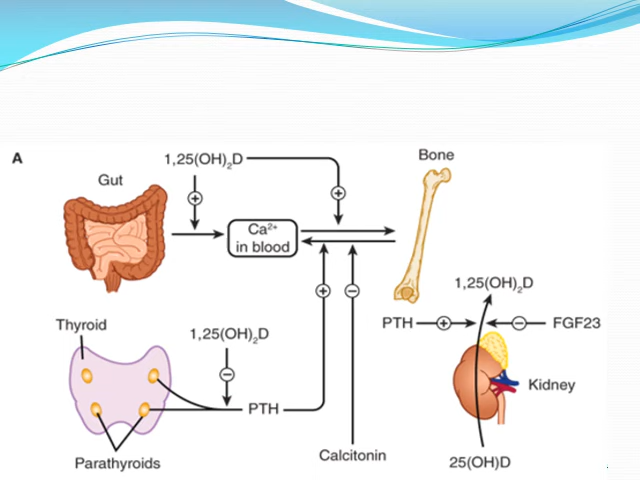 A
1,25(OH)₂D
Bone
Gut
+
+
Ca²⁺
in blood
1,25(OH)₂D
+
−
Thyroid
1,25(OH)₂D
PTH
+
−
FGF23
−
Kidney
PTH
Calcitonin
Parathyroids
25(OH)D